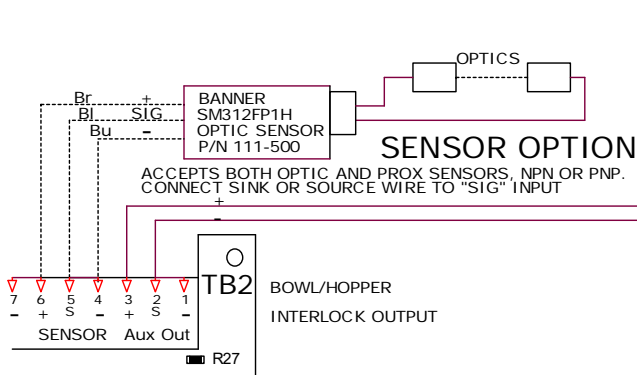 OPTICS
Br +
Bl SIG
Bu -
BANNER
SM312FP1H
OPTIC SENSOR
P/N 111-500
SENSOR OPTION
ACCEPTS BOTH OPTIC AND PROX SENSORS, NPN OR PNP.
CONNECT SINK OR SOURCE WIRE TO "SIG" INPUT
+
-
TB2
BOWL/HOPPER
INTERLOCK OUTPUT
7 6 5 4 3 2 1
- + S - + S -
SENSOR Aux Out
R27